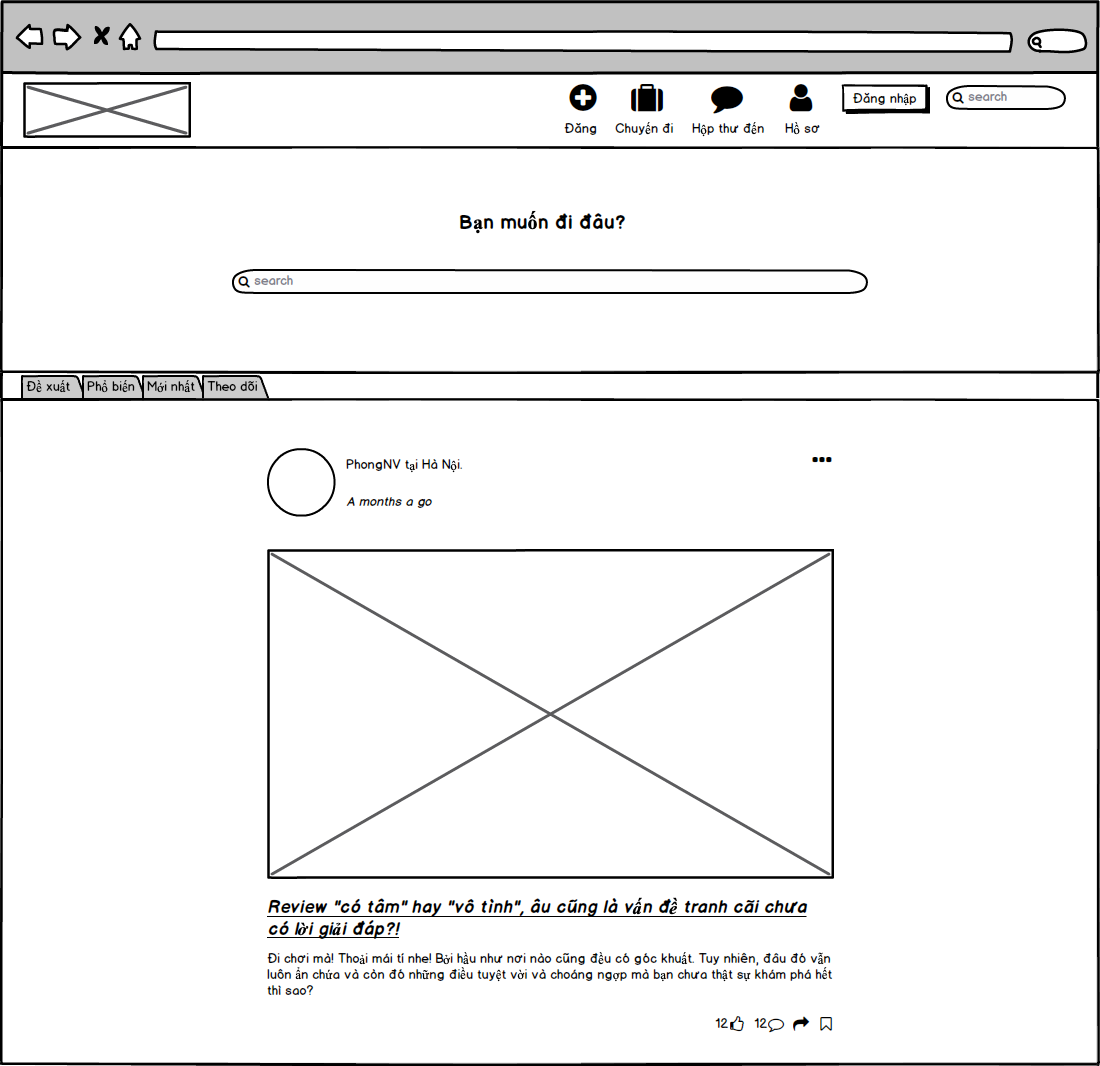 Đăng nhập
search
Đăng
Chuyến đi
Hộp thư đến
Hồ sơ
Bạn muốn đi đâu?
search
Đề xuất
Phổ biến
Mới nhất
Theo dõi
PhongNV tại Hà Nội.
A months a go
Review "có tâm" hay "vô tình", âu cũng là vấn đề tranh cãi chưa
có lời giải đáp?!
Đi chơi mà! Thoải mái tí nhe! Bởi hầu như nơi nào cũng đều có góc khuất. Tuy nhiên, đâu đó vẫn
luôn ẩn chứa và còn đó những điều tuyệt vời và choáng ngợp mà bạn chưa thật sự khám phá hết
thì sao?
12 12